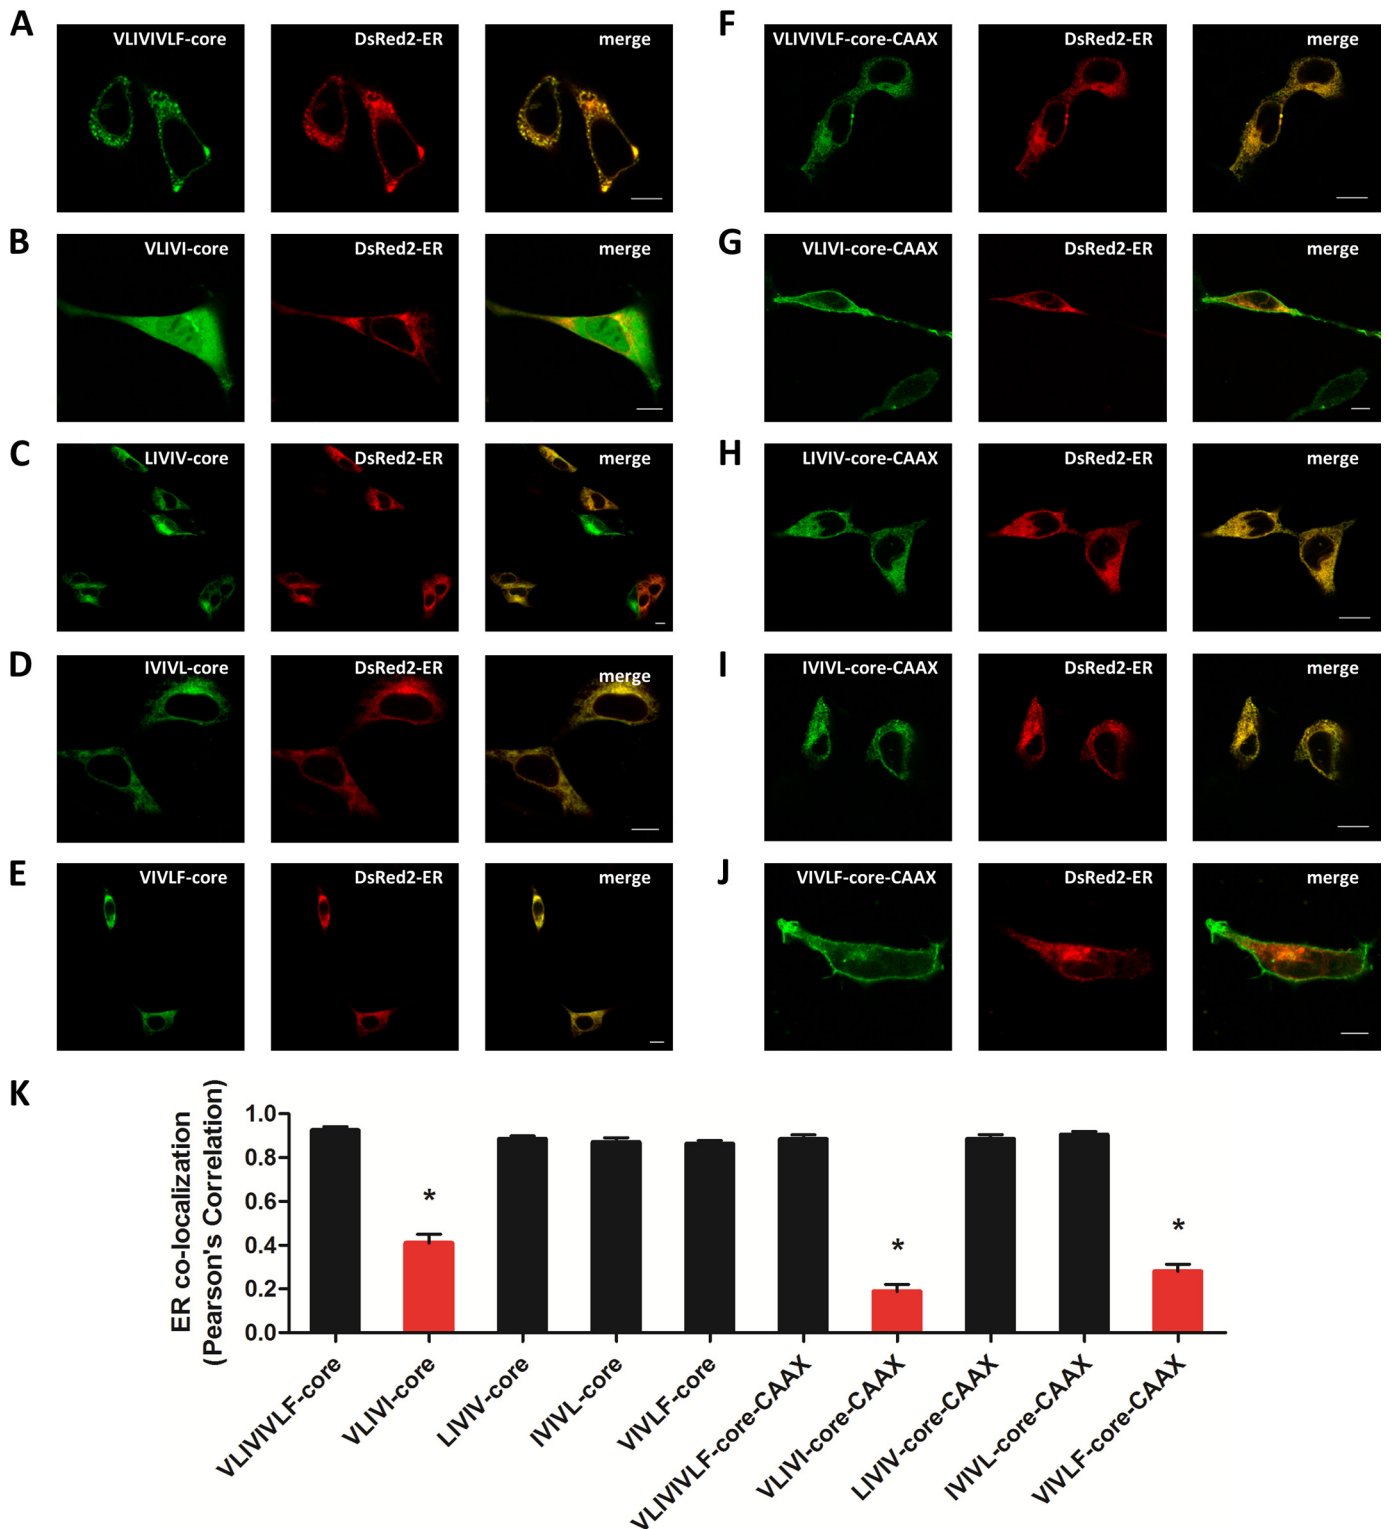 A
VLIVIVLF-core
DsRed2-ER
merge
F
VLIVIVLF-core-CAAX
DsRed2-ER
merge
B
VLIVI-core
DsRed2-ER
merge
G
VLIVI-core-CAAX
DsRed2-ER
merge
C
LIVIV-core
DsRed2-ER
merge
H
LIVIV-core-CAAX
DsRed2-ER
merge
D
IVIVL-core
DsRed2-ER
merge
I
IVIVL-core-CAAX
DsRed2-ER
merge
E
VIVLF-core
DsRed2-ER
merge
J
VIVLF-core-CAAX
DsRed2-ER
merge
K
ER co-localization
(Pearson's Correlation)
1.0
0.8
0.6
0.4
0.2
0.0
*
*
*
VLIVIVLF-core
VLIVI-core
LIVIV-core
IVIVL-core
VIVLF-core
VLIVIVLF-core-CAAX
VLIVI-core-CAAX
LIVIV-core-CAAX
IVIVL-core-CAAX
VIVLF-core-CAAX